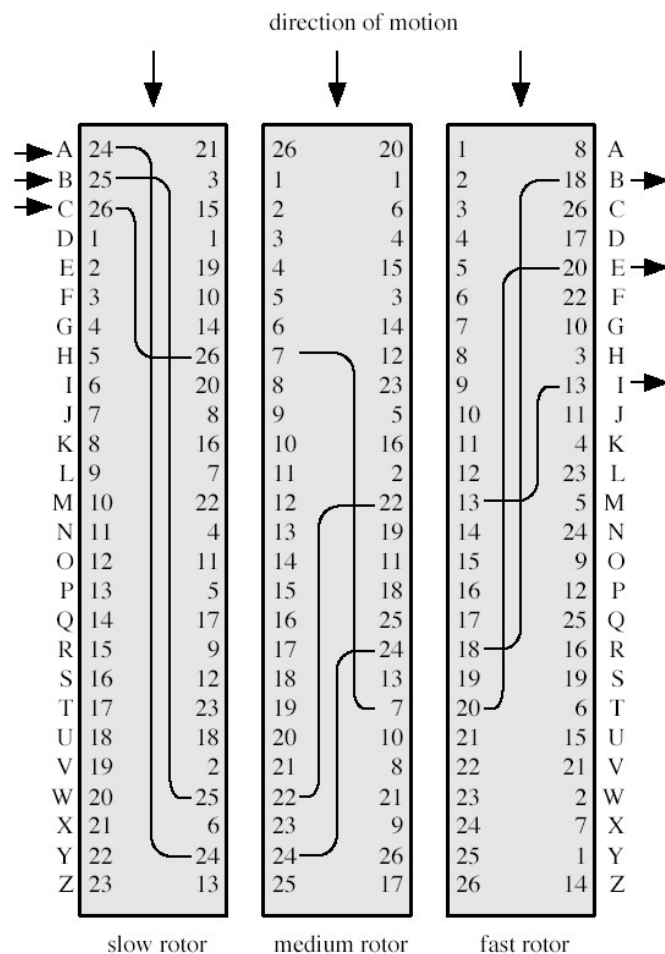 direction of motion
A 24 21 26 20 1 8 A
B 25 3 1 1 2 18 B
C 26 15 2 6 3 26 C
D 1 1 3 4 4 17 D
E 2 19 4 15 5 20 E
F 3 10 5 3 6 22 F
G 4 14 6 14 7 10 G
H 5 26 7 12 8 3 H
I 6 20 8 23 9 13 I
J 7 8 9 5 10 11 J
K 8 16 10 16 11 4 K
L 9 7 11 2 12 23 L
M 10 22 12 22 13 5 M
N 11 4 13 19 14 24 N
O 12 11 14 11 15 9 O
P 13 5 15 18 16 12 P
Q 14 17 16 25 17 25 Q
R 15 9 17 24 18 16 R
S 16 12 18 13 19 19 S
T 17 23 19 7 20 6 T
U 18 18 20 10 21 15 U
V 19 2 21 8 22 21 V
W 20 25 22 21 23 2 W
X 21 6 23 9 24 7 X
Y 22 24 24 26 25 1 Y
Z 23 13 25 17 26 14 Z
slow rotor medium rotor fast rotor